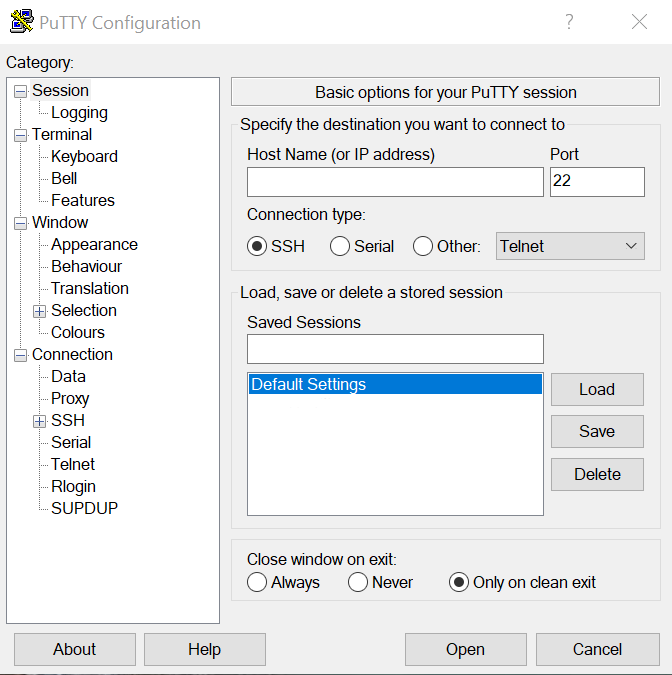 PuTTY Configuration
?
Category:
Session
Logging
Terminal
Keyboard
Bell
Features
Window
Appearance
Behaviour
Translation
Selection
Colours
Connection
Data
Proxy
SSH
Serial
Telnet
Rlogin
SUPDUP
Basic options for your PuTTY session
Specify the destination you want to connect to
Host Name (or IP address) Port
22
Connection type:
SSH Serial Other: Telnet
Load, save or delete a stored session
Saved Sessions
Default Settings
Load
Save
Delete
Close window on exit:
Always Never Only on clean exit
About Help Open Cancel